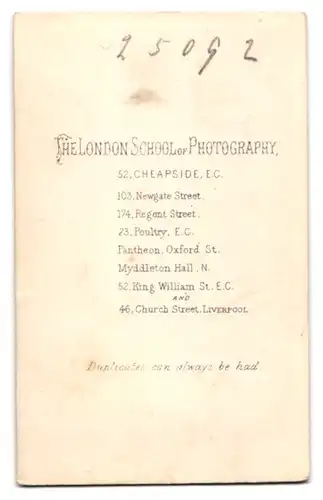 25092
The London School of Photography,
52, CHEAPSIDE, E.C.
103, Newgate Street,
174, Regent Street,
23, Poultry, E.C.
Pantheon, Oxford St.
Myddleton Hall, N.
52, King William St. E.C.
AND
46, Church Street, LIVERPOOL
Duplicates can always be had